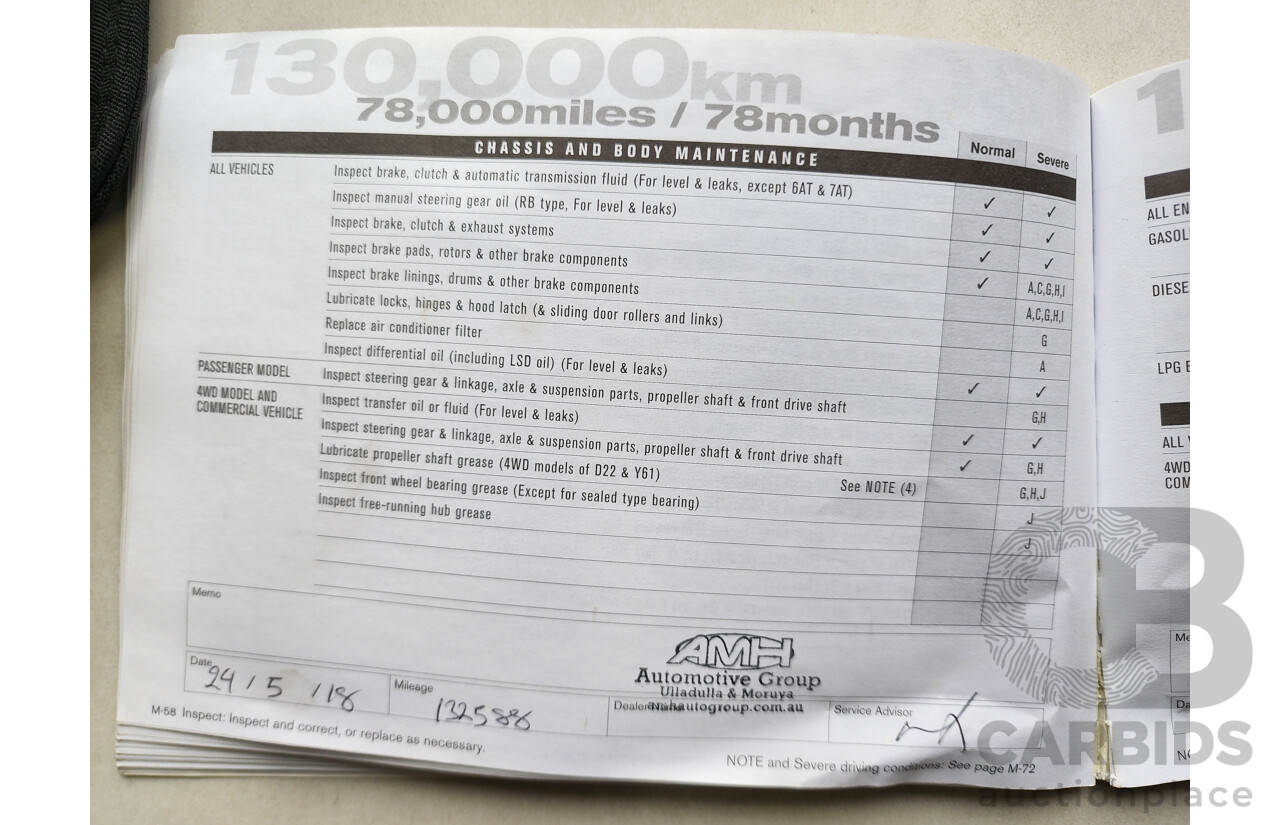 130,000km
78,000miles / 78months
CHASSIS AND BODY MAINTENANCE Normal Severe
ALL VEHICLES Inspect brake, clutch & automatic transmission fluid (For level & leaks, except 6AT & 7AT) ✓ ✓
Inspect manual steering gear oil (RB type, For level & leaks) ✓ ✓
Inspect brake, clutch & exhaust systems ✓ ✓
Inspect brake pads, rotors & other brake components ✓ A,C,G,H,I
Inspect brake linings, drums & other brake components A,C,G,H,I
Lubricate locks, hinges & hood latch (& sliding door rollers and links) G
Replace air conditioner filter A
Inspect differential oil (including LSD oil) (For level & leaks) ✓ ✓
PASSENGER MODEL Inspect steering gear & linkage, axle & suspension parts, propeller shaft & front drive shaft G,H
4WD MODEL AND
COMMERCIAL VEHICLE
Inspect transfer oil or fluid (For level & leaks) ✓ ✓
Inspect steering gear & linkage, axle & suspension parts, propeller shaft & front drive shaft ✓ G,H
Lubricate propeller shaft grease (4WD models of D22 & Y61) See NOTE (4) G,H,J
Inspect front wheel bearing grease (Except for sealed type bearing) J
Inspect free-running hub grease J
Memo
AMH
Automotive Group
Ulladulla & Moruya
amhautogroup.com.au
Date 24 / 5 / 18
Mileage 132588
Dealer Name
Service Advisor
M-58 Inspect: Inspect and correct, or replace as necessary.
NOTE and Severe driving conditions: See page M-72
1
ALL EN
GASOL
DIESE
LPG E
ALL
4WD
COM
Me
Da
NO
CB
CARBIDS
auctionplace